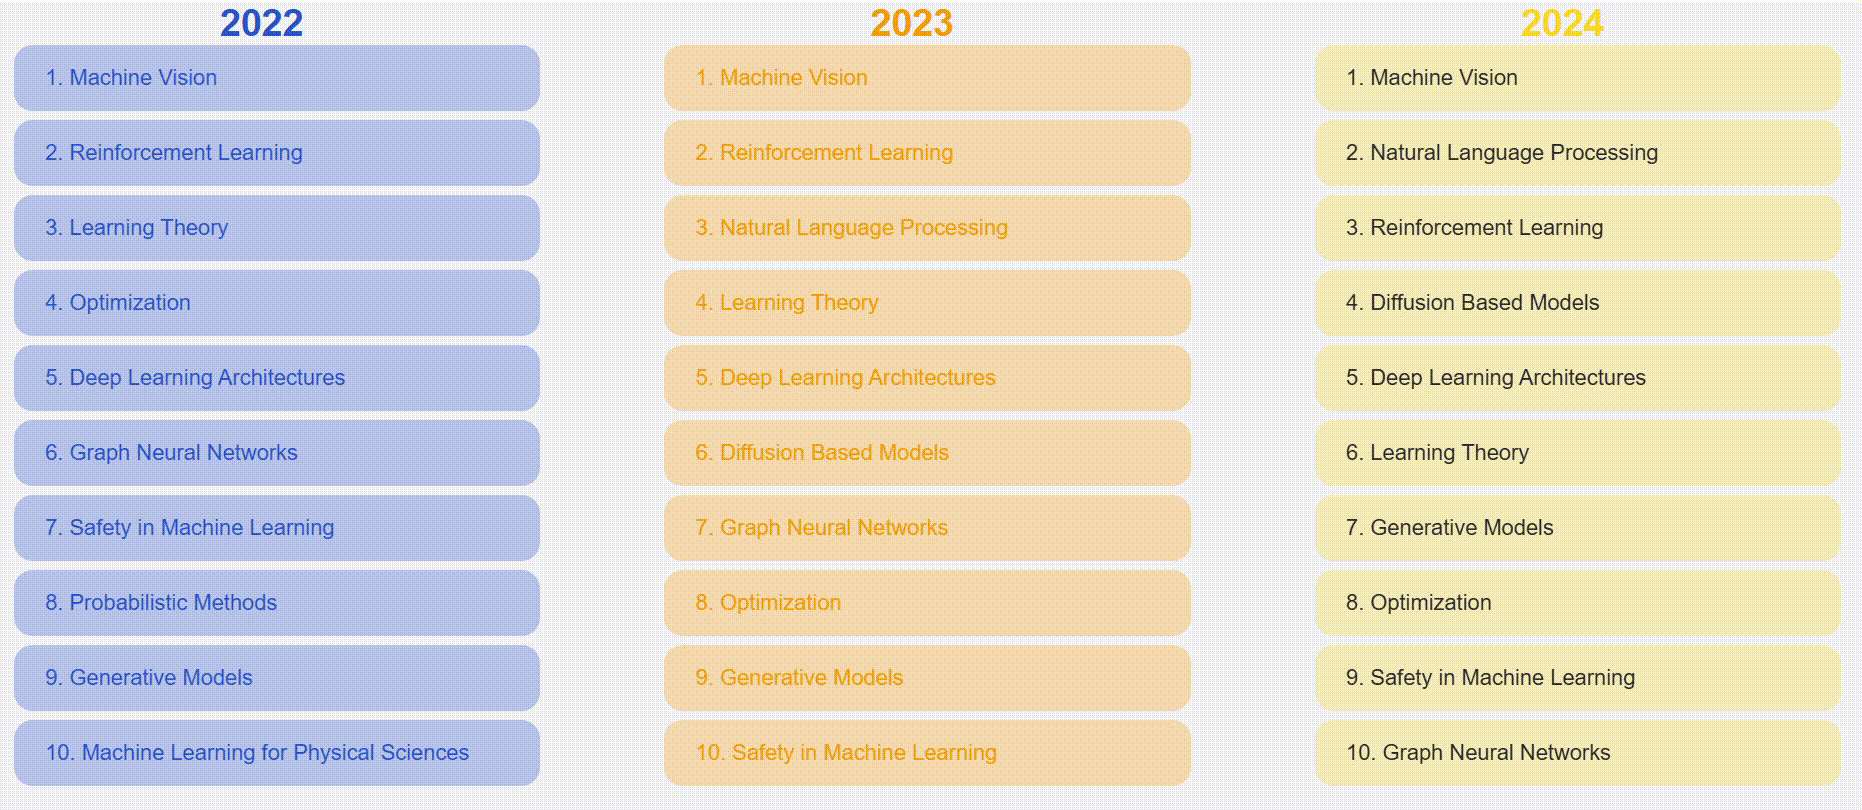 2022
1. Machine Vision
2. Reinforcement Learning
3. Learning Theory
4. Optimization
5. Deep Learning Architectures
6. Graph Neural Networks
7. Safety in Machine Learning
8. Probabilistic Methods
9. Generative Models
10. Machine Learning for Physical Sciences
2023
1. Machine Vision
2. Reinforcement Learning
3. Natural Language Processing
4. Learning Theory
5. Deep Learning Architectures
6. Diffusion Based Models
7. Graph Neural Networks
8. Optimization
9. Generative Models
10. Safety in Machine Learning
2024
1. Machine Vision
2. Natural Language Processing
3. Reinforcement Learning
4. Diffusion Based Models
5. Deep Learning Architectures
6. Learning Theory
7. Generative Models
8. Optimization
9. Safety in Machine Learning
10. Graph Neural Networks